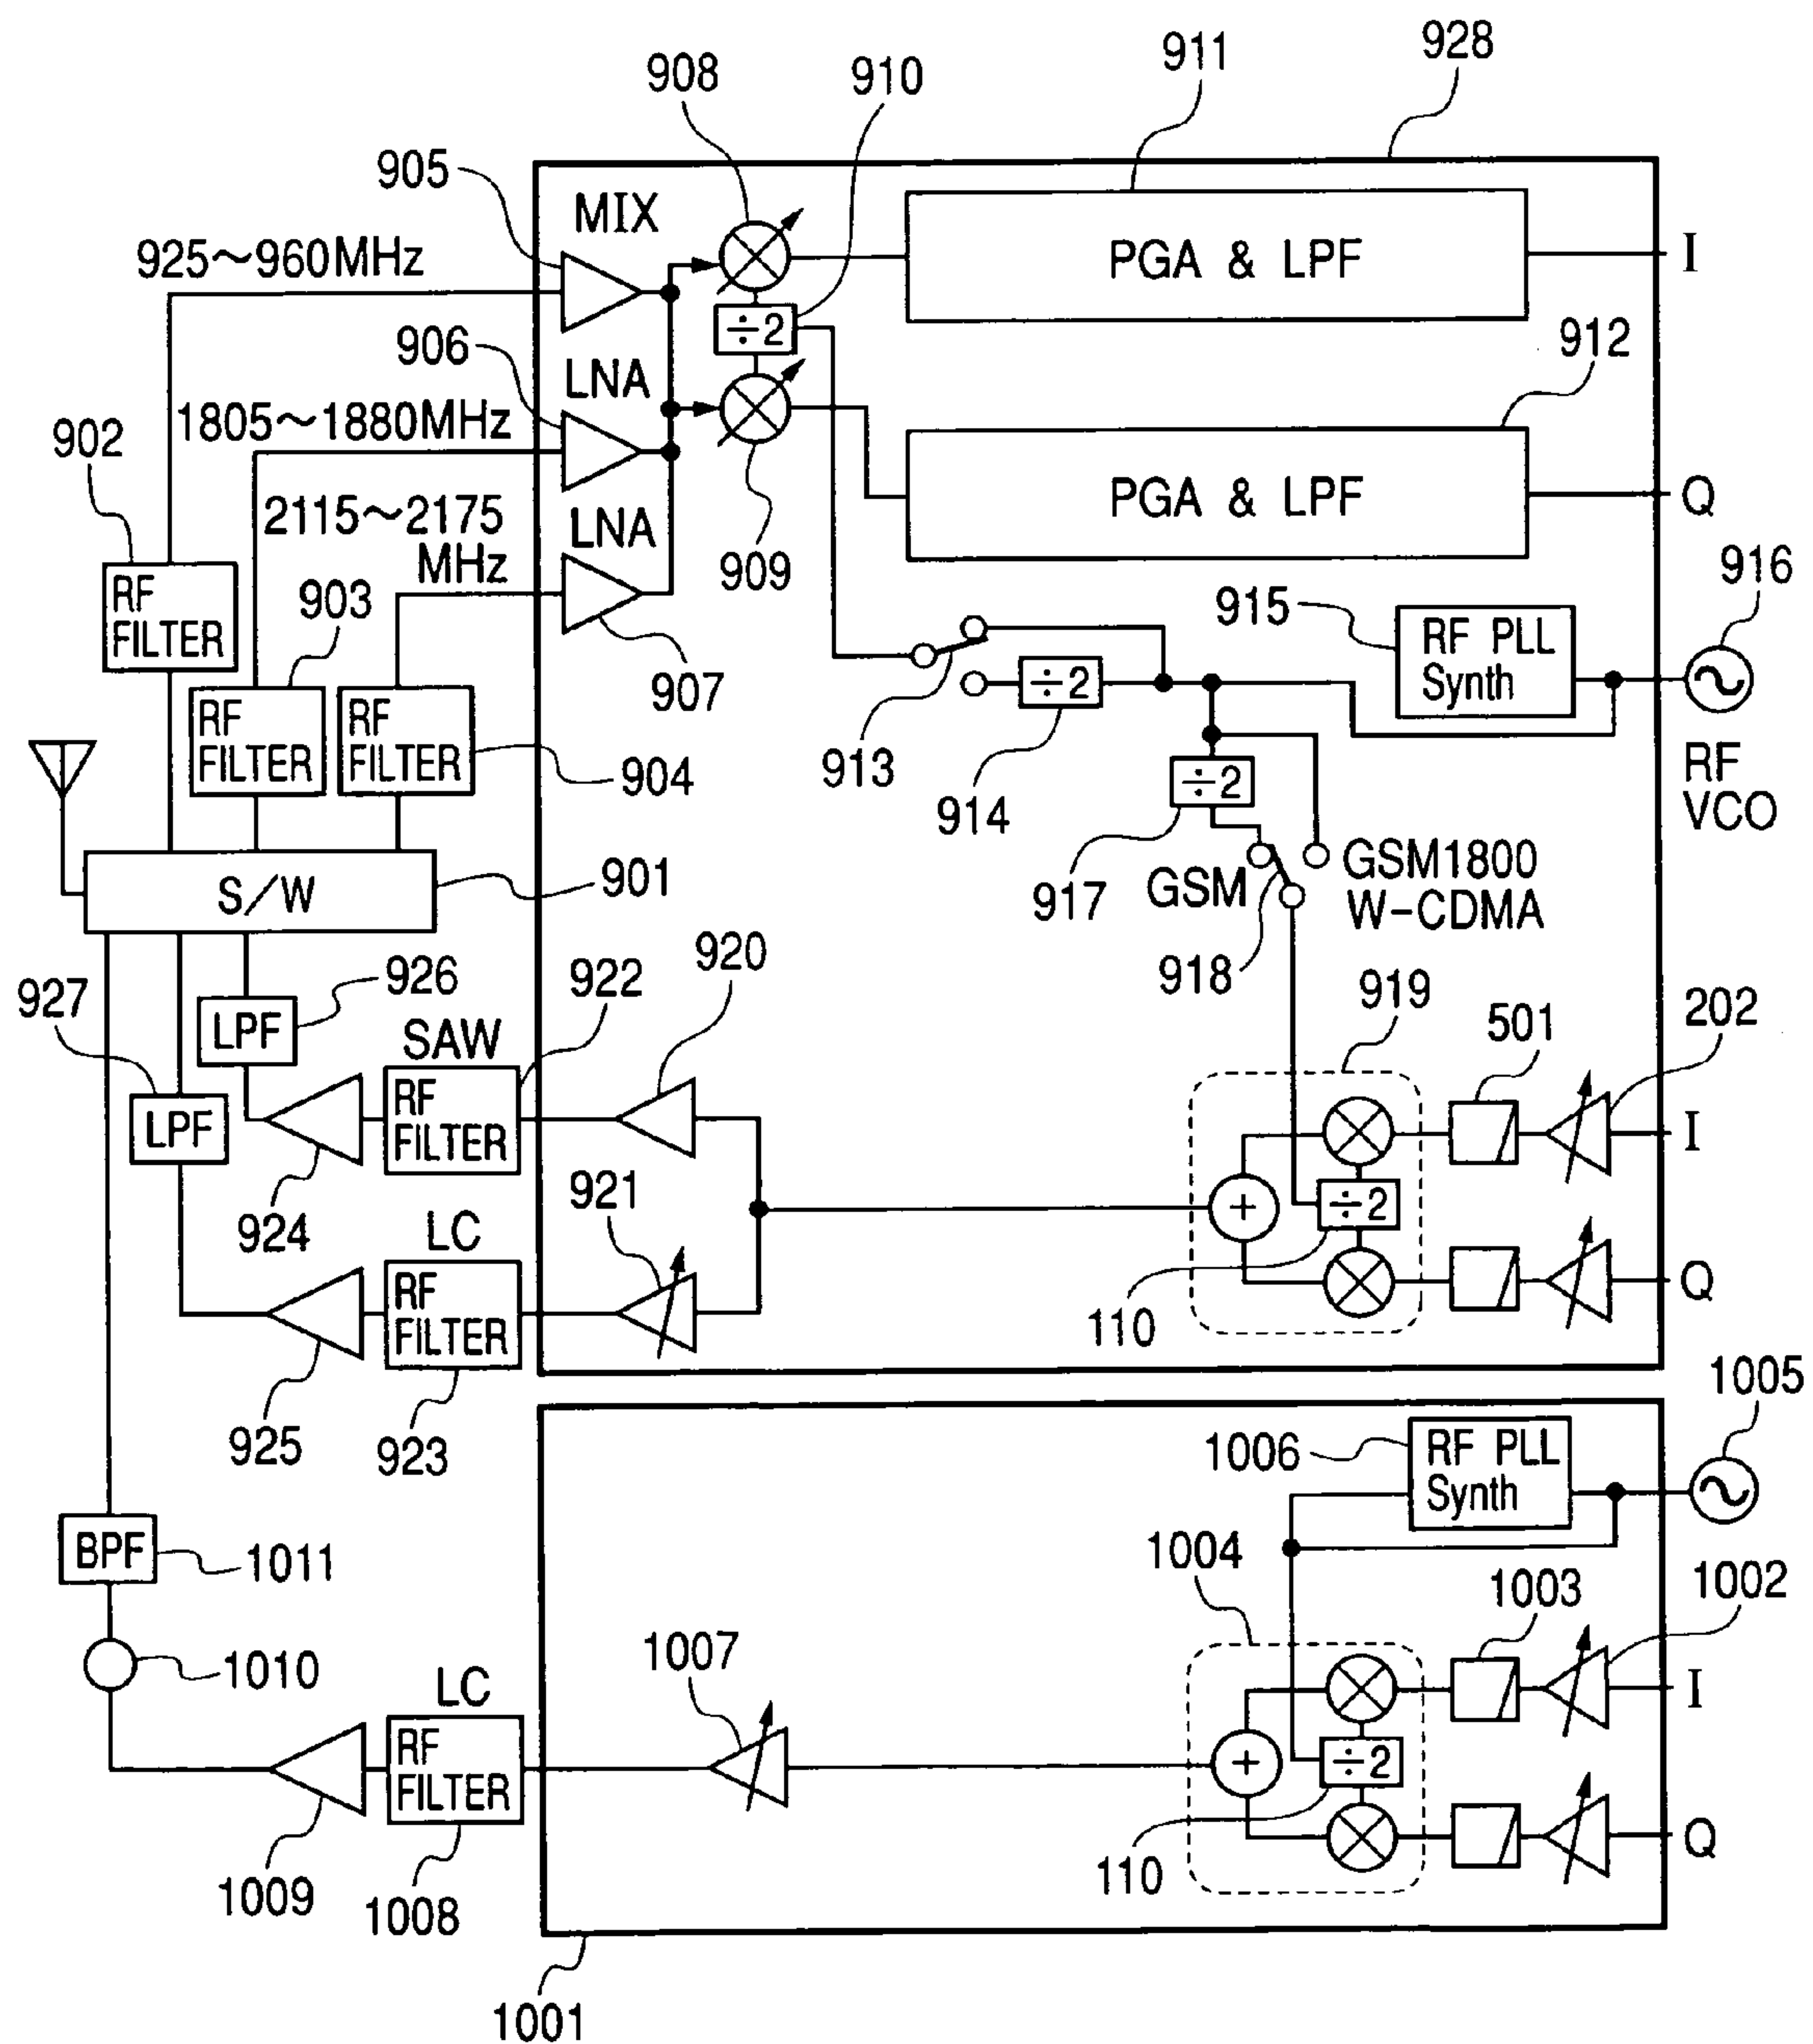 928
911
910
908
905
MIX
925~960MHz
PGA & LPF
I
÷2
906
LNA
912
1805~1880MHz
902
PGA & LPF
Q
2115~2175
MHz
LNA
909
916
RF
FILTER
903
915
RF PLL
Synth
RF
FILTER
RF
FILTER
907
÷2
904
913
914
RF
VCO
÷2
S/W
901
GSM
GSM1800
W-CDMA
917
918
920
927
926
922
919
501
202
LPF
SAW
RF
FILTER
I
LPF
921
÷2
924
LC
RF
FILTER
110
Q
925
923
1005
1006
RF PLL
Synth
BPF
1011
1004
1003
1002
1007
1010
LC
I
RF
FILTER
÷2
110
Q
1009
1008
1001